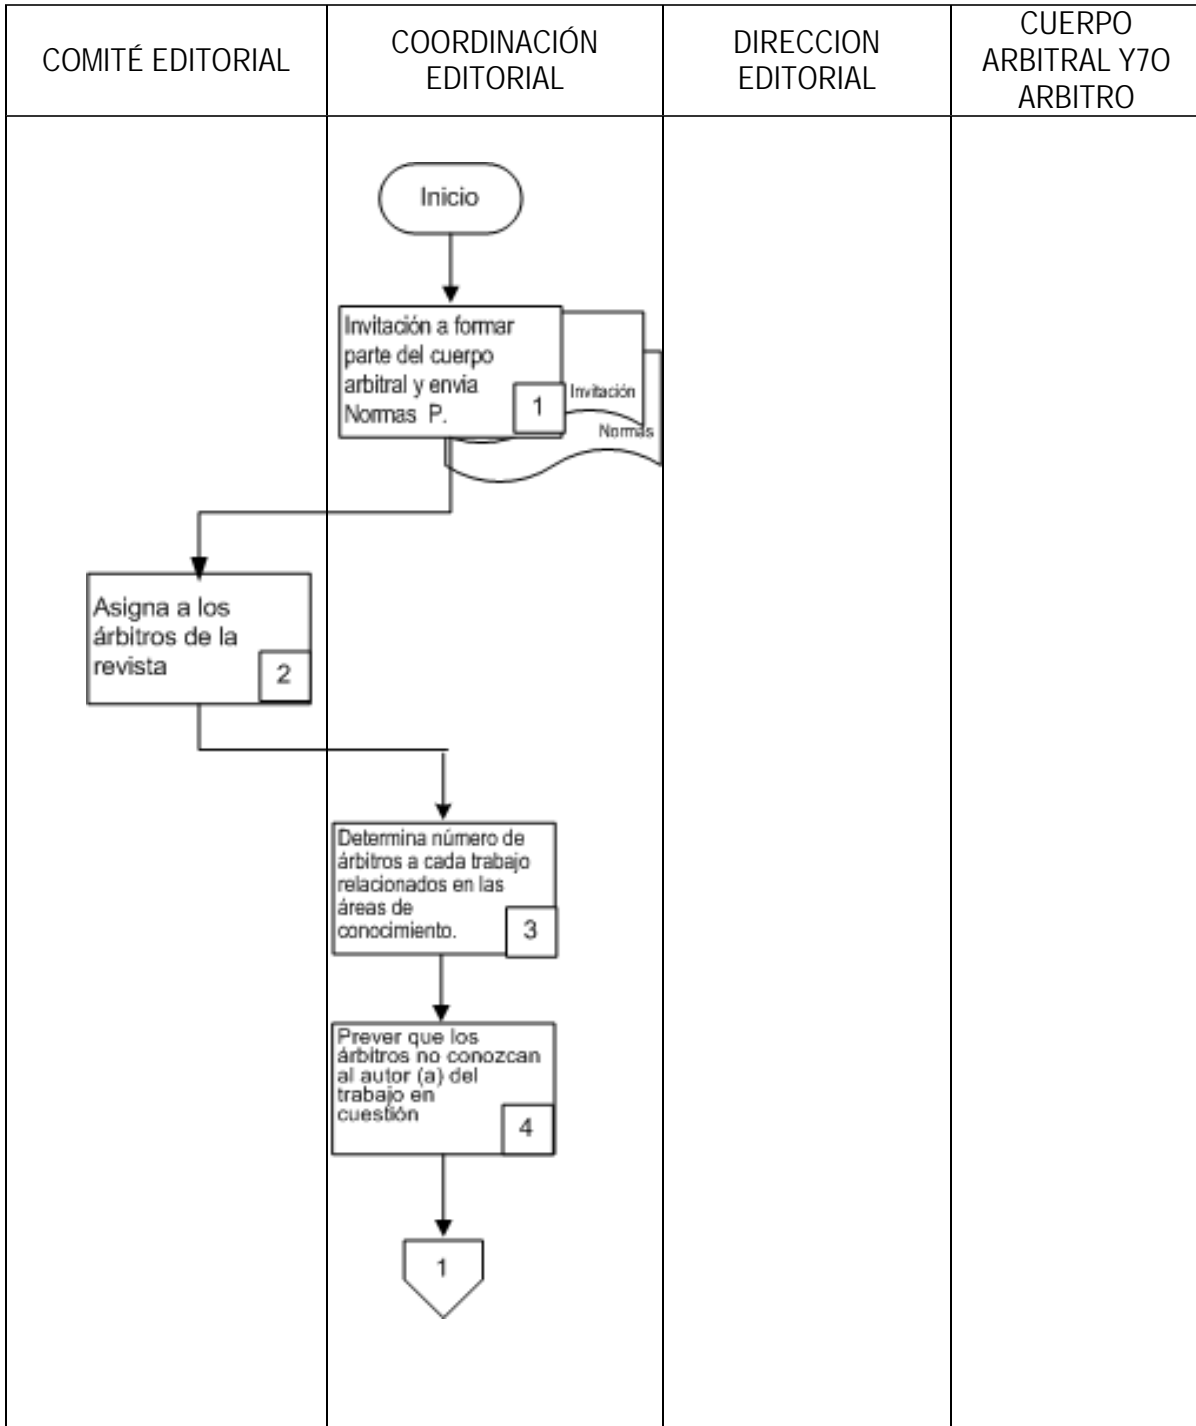 COMITÉ EDITORIAL
COORDINACIÓN
EDITORIAL
DIRECCION
EDITORIAL
CUERPO
ARBITRAL Y7O
ARBITRO
Inicio
Invitación a formar
parte del cuerpo
arbitral y envia
Normas P.
1
Invitación
Normas
Asigna a los
árbitros de la
revista
2
Determina número de
árbitros a cada trabajo
relacionados en las
áreas de
conocimiento.
3
Prever que los
árbitros no conozcan
al autor (a) del
trabajo en
cuestión
4
1